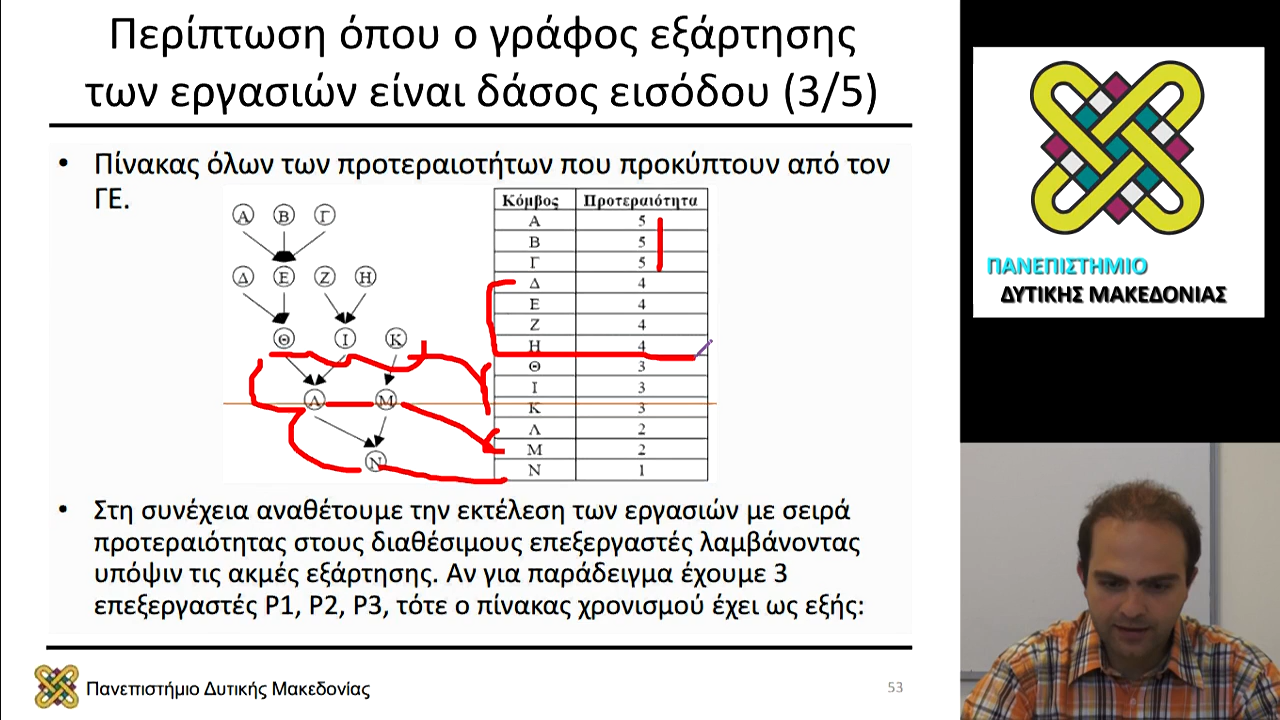 Περίπτωση όπου ο γράφος εξάρτησης
των εργασιών είναι δάσος εισόδου (3/5)
• Πίνακας όλων των προτεραιοτήτων που προκύπτουν από τον
ΓΕ.
Α Β Γ
Δ Ε Ζ Η
Θ Ι Κ
Λ Μ
Ν
Κόμβος Προτεραιότητα
Α 5
Β 5
Γ 5
Δ 4
Ε 4
Ζ 4
Η 4
Θ 3
Ι 3
Κ 3
Λ 2
Μ 2
Ν 1
• Στη συνέχεια αναθέτουμε την εκτέλεση των εργασιών με σειρά
προτεραιότητας στους διαθέσιμους επεξεργαστές λαμβάνοντας
υπόψιν τις ακμές εξάρτησης. Αν για παράδειγμα έχουμε 3
επεξεργαστές P1, P2, P3, τότε ο πίνακας χρονισμού έχει ως εξής:
Πανεπιστήμιο Δυτικής Μακεδονίας
53
ΠΑΝΕΠΙΣΤΗΜΙΟ
ΔΥΤΙΚΗΣ ΜΑΚΕΔΟΝΙΑΣ